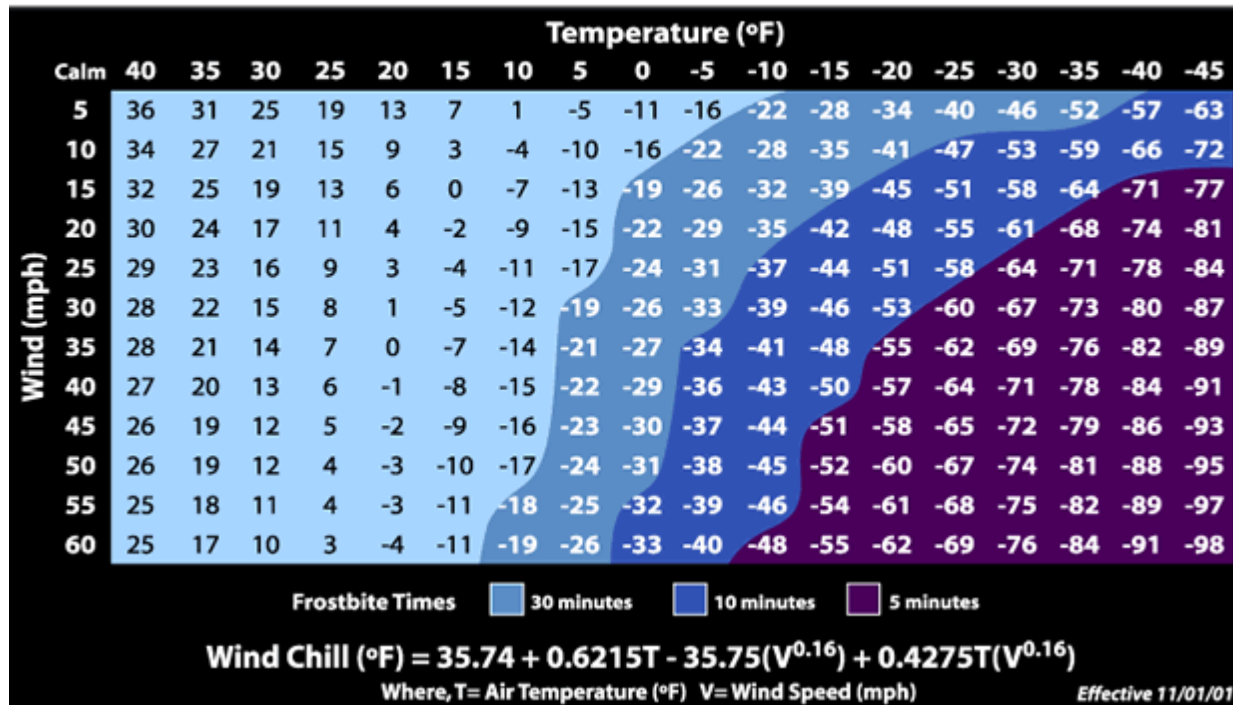 Temperature (ºF)
Calm 40 35 30 25 20 15 10 5 0 -5 -10 -15 -20 -25 -30 -35 -40 -45
5 36 31 25 19 13 7 1 -5 -11 -16 -22 -28 -34 -40 -46 -52 -57 -63
10 34 27 21 15 9 3 -4 -10 -16 -22 -28 -35 -41 -47 -53 -59 -66 -72
15 32 25 19 13 6 0 -7 -13 -19 -26 -32 -39 -45 -51 -58 -64 -71 -77
20 30 24 17 11 4 -2 -9 -15 -22 -29 -35 -42 -48 -55 -61 -68 -74 -81
25 29 23 16 9 3 -4 -11 -17 -24 -31 -37 -44 -51 -58 -64 -71 -78 -84
30 28 22 15 8 1 -5 -12 -19 -26 -33 -39 -46 -53 -60 -67 -73 -80 -87
35 28 21 14 7 0 -7 -14 -21 -27 -34 -41 -48 -55 -62 -69 -76 -82 -89
40 27 20 13 6 -1 -8 -15 -22 -29 -36 -43 -50 -57 -64 -71 -78 -84 -91
45 26 19 12 5 -2 -9 -16 -23 -30 -37 -44 -51 -58 -65 -72 -79 -86 -93
50 26 19 12 4 -3 -10 -17 -24 -31 -38 -45 -52 -60 -67 -74 -81 -88 -95
55 25 18 11 4 -3 -11 -18 -25 -32 -39 -46 -54 -61 -68 -75 -82 -89 -97
60 25 17 10 3 -4 -11 -19 -26 -33 -40 -48 -55 -62 -69 -76 -84 -91 -98
Wind (mph)
Frostbite Times 30 minutes 10 minutes 5 minutes
Wind Chill (ºF) = 35.74 + 0.6215T - 35.75(V^0.16) + 0.4275T(V^0.16)
Where, T= Air Temperature (ºF) V= Wind Speed (mph) Effective 11/01/01